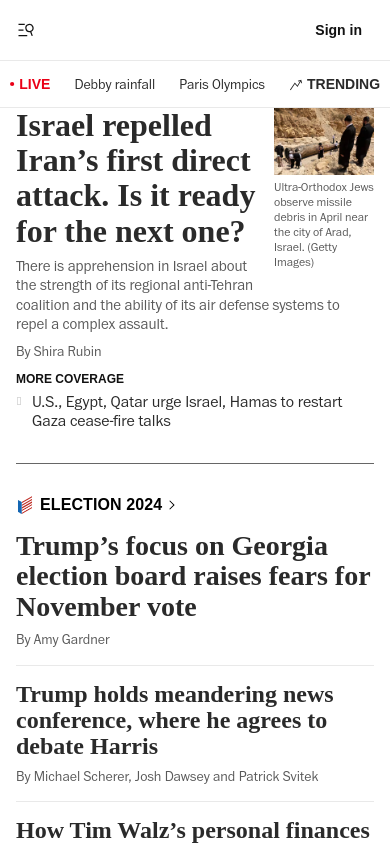 Sign in
• LIVE
Debby rainfall
Paris Olympics
TRENDING
Israel repelled
Iran’s first direct
attack. Is it ready
for the next one?
Ultra-Orthodox Jews
observe missile
debris in April near
the city of Arad,
Israel. (Getty
Images)
There is apprehension in Israel about
the strength of its regional anti-Tehran
coalition and the ability of its air defense systems to
repel a complex assault.
By Shira Rubin
MORE COVERAGE
U.S., Egypt, Qatar urge Israel, Hamas to restart
Gaza cease-fire talks
ELECTION 2024
Trump’s focus on Georgia
election board raises fears for
November vote
By Amy Gardner
Trump holds meandering news
conference, where he agrees to
debate Harris
By Michael Scherer, Josh Dawsey and Patrick Svitek
How Tim Walz’s personal finances